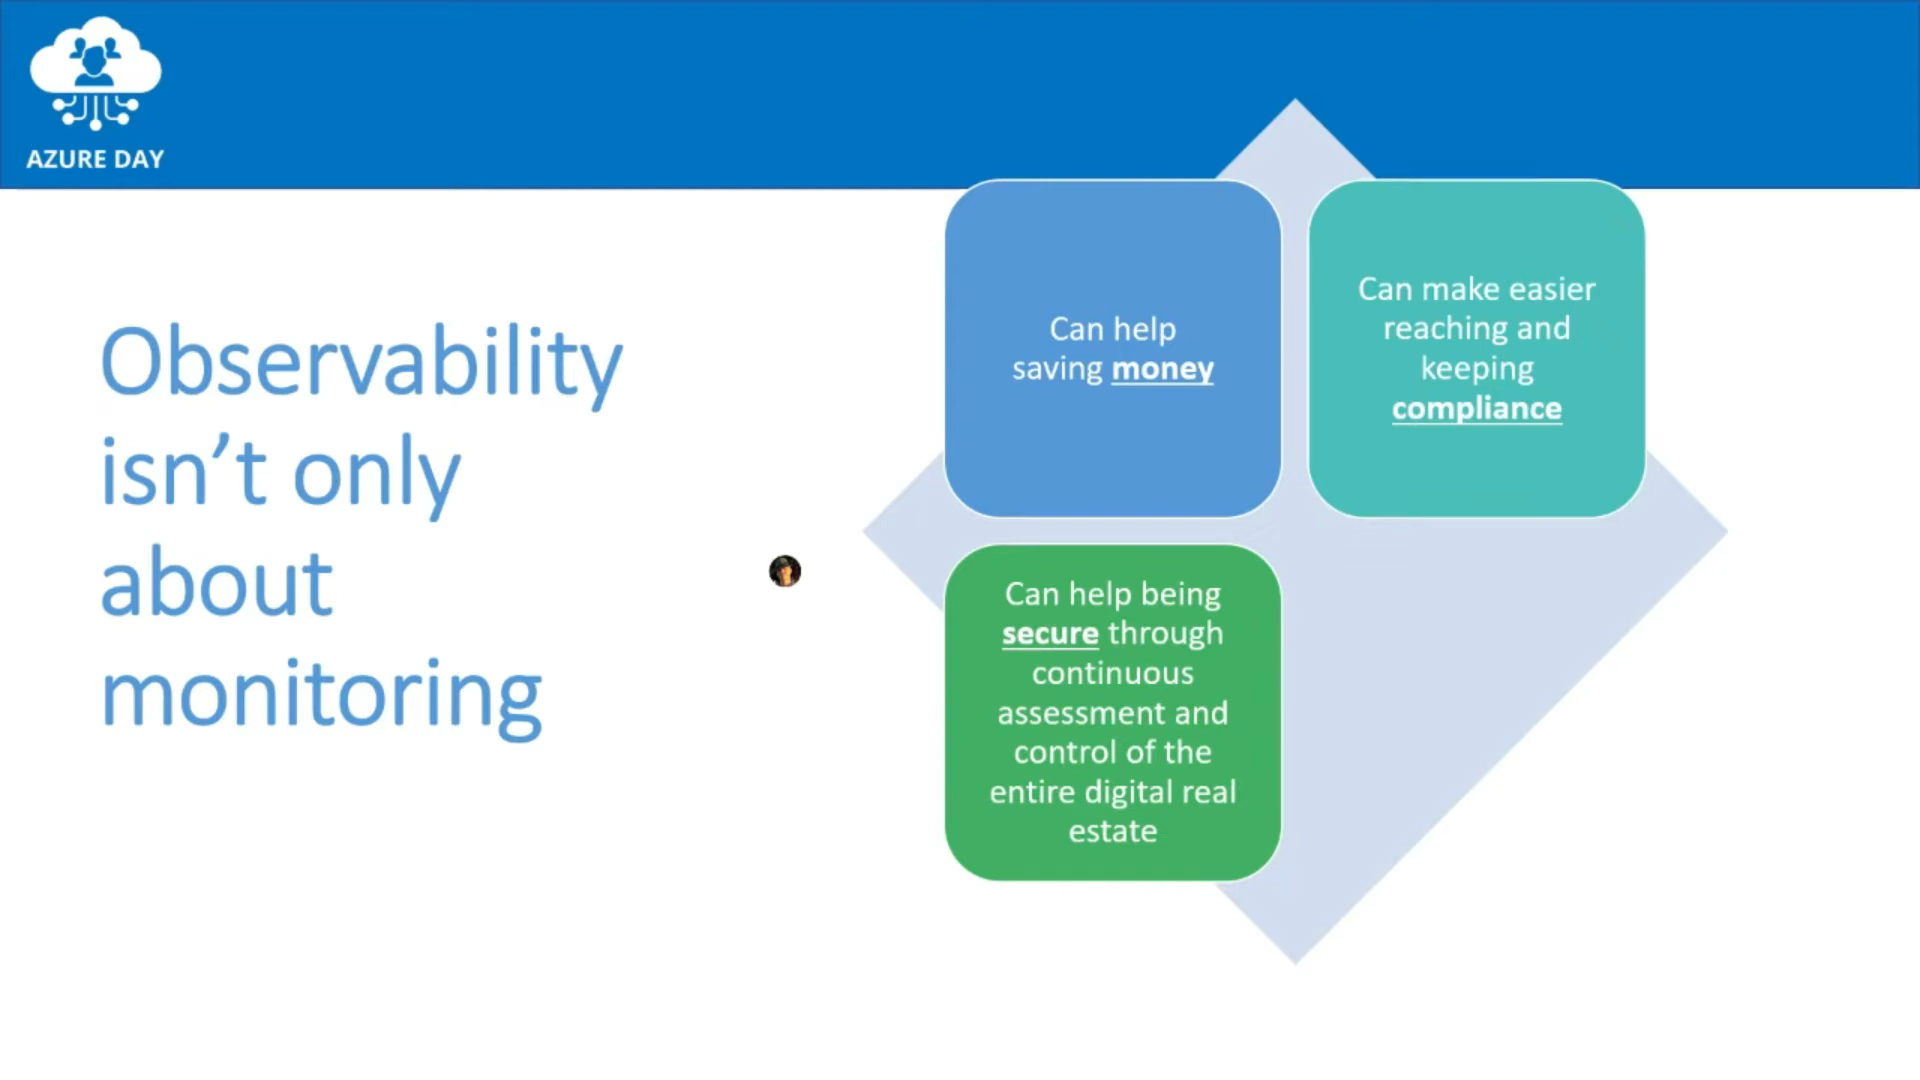 AZURE DAY
Observability
isn’t only
about
monitoring
Can help
saving money
Can make easier
reaching and
keeping
compliance
Can help being
secure through
continuous
assessment and
control of the
entire digital real
estate